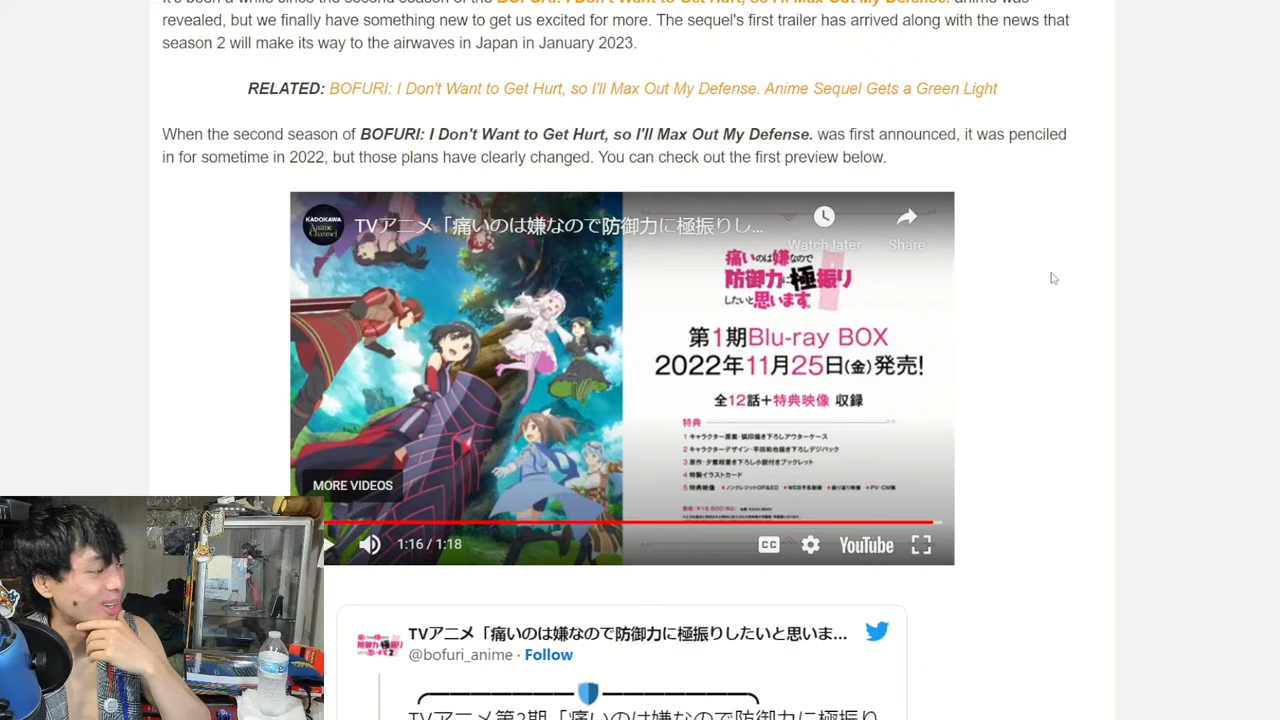 It's been a while since the second season of the BOFURI: I Don't Want to Get Hurt, so I'll Max Out My Defense. anime was
revealed, but we finally have something new to get us excited for more. The sequel's first trailer has arrived along with the news that
season 2 will make its way to the airwaves in Japan in January 2023.
RELATED: BOFURI: I Don't Want to Get Hurt, so I'll Max Out My Defense. Anime Sequel Gets a Green Light
When the second season of BOFURI: I Don't Want to Get Hurt, so I'll Max Out My Defense. was first announced, it was penciled
in for sometime in 2022, but those plans have clearly changed. You can check out the first preview below.
KADOKAWA
Anime
Channel
TVアニメ「痛いのは嫌なので防御力に極振りし...
Watch later
Share
痛いのは嫌なので
防御力に極振り
したいと思います。
第1期Blu-ray BOX
2022年11月25日(金)発売!
全12話+特典映像 収録
特典
1 キャラクター原案・狐印描き下ろしアウターケース
2 キャラクターデザイン・平田和也描き下ろしデジパック
3 原作・夕蜜柑書き下ろし小説付きブックレット
4 特製イラストカード
5 特典映像 ・ノンクレジットOP&ED ・WEB予告動画 ・振り返り映像 ・PV・CM集
MORE VIDEOS
1:16 / 1:18
CC
YouTube
TVアニメ「痛いのは嫌なので防御力に極振りしたいと思いま...
@bofuri_anime · Follow
TVアニメ第2期「痛いのは嫌なので防御力に極振り